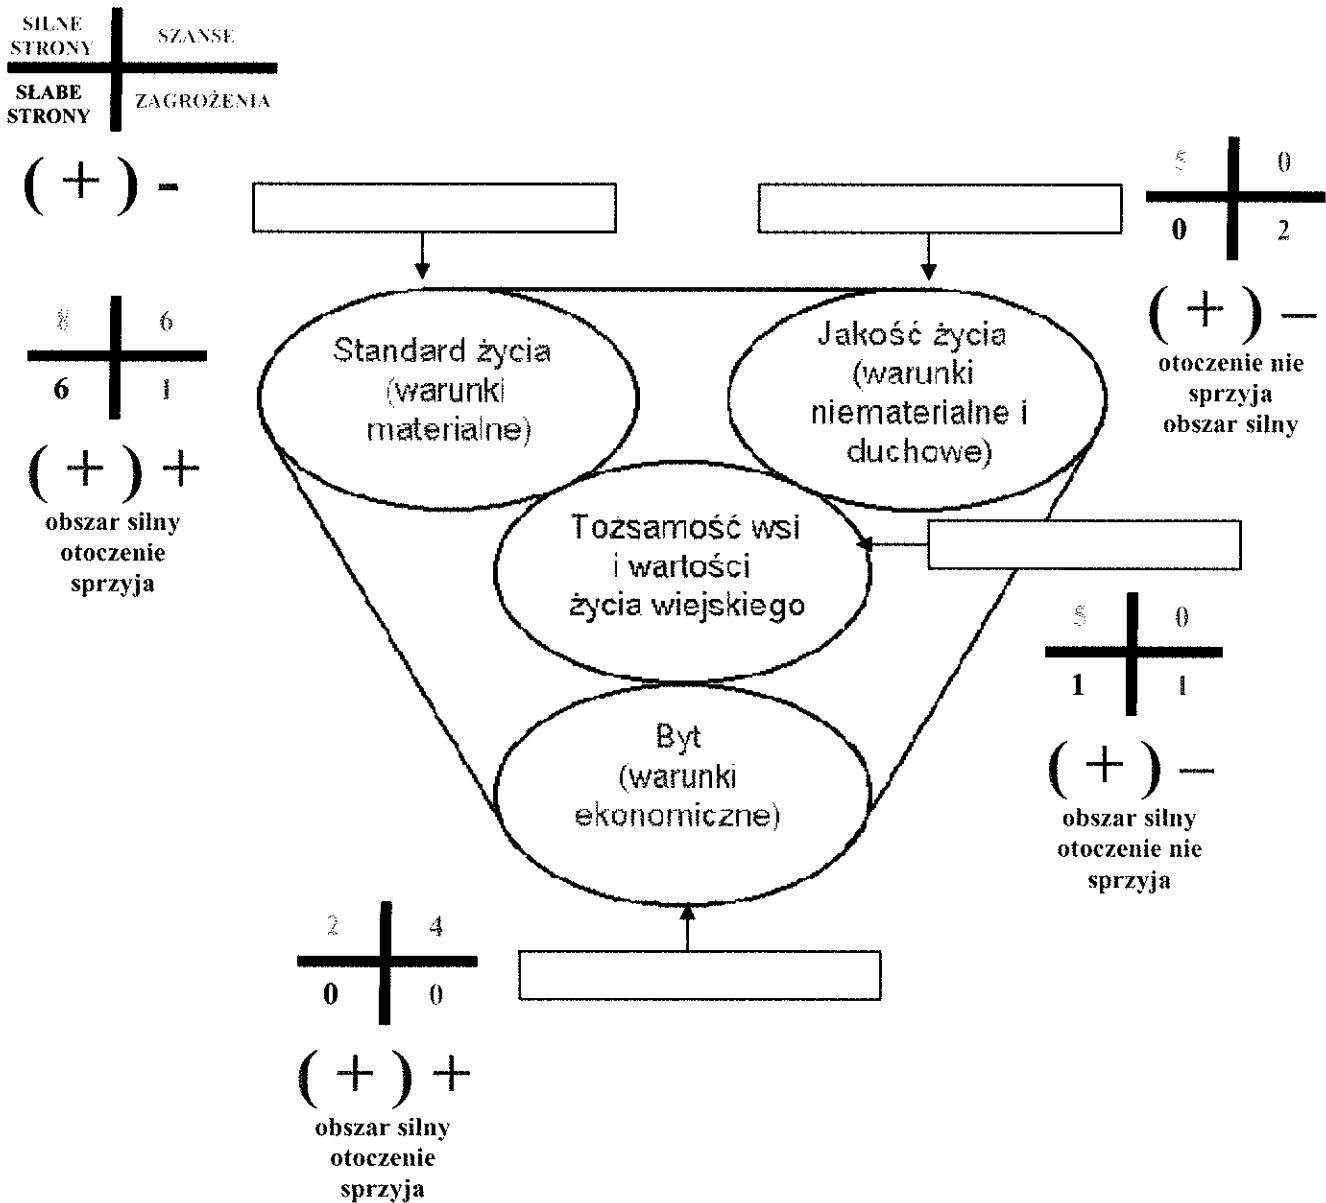 SILNE
STRONY
SZANSE
SŁABE
STRONY
ZAGROŻENIA
( + ) -
5 0
0 2
( + ) –
otoczenie nie
sprzyja
obszar silny
8 6
6 1
( + ) +
obszar silny
otoczenie
sprzyja
Standard życia
(warunki
materialne)
Jakość życia
(warunki
niematerialne i
duchowe)
Tożsamość wsi
i wartości
życia wiejskiego
5 0
1 1
( + ) –
obszar silny
otoczenie nie
sprzyja
Byt
(warunki
ekonomiczne)
2 4
0 0
( + ) +
obszar silny
otoczenie
sprzyja